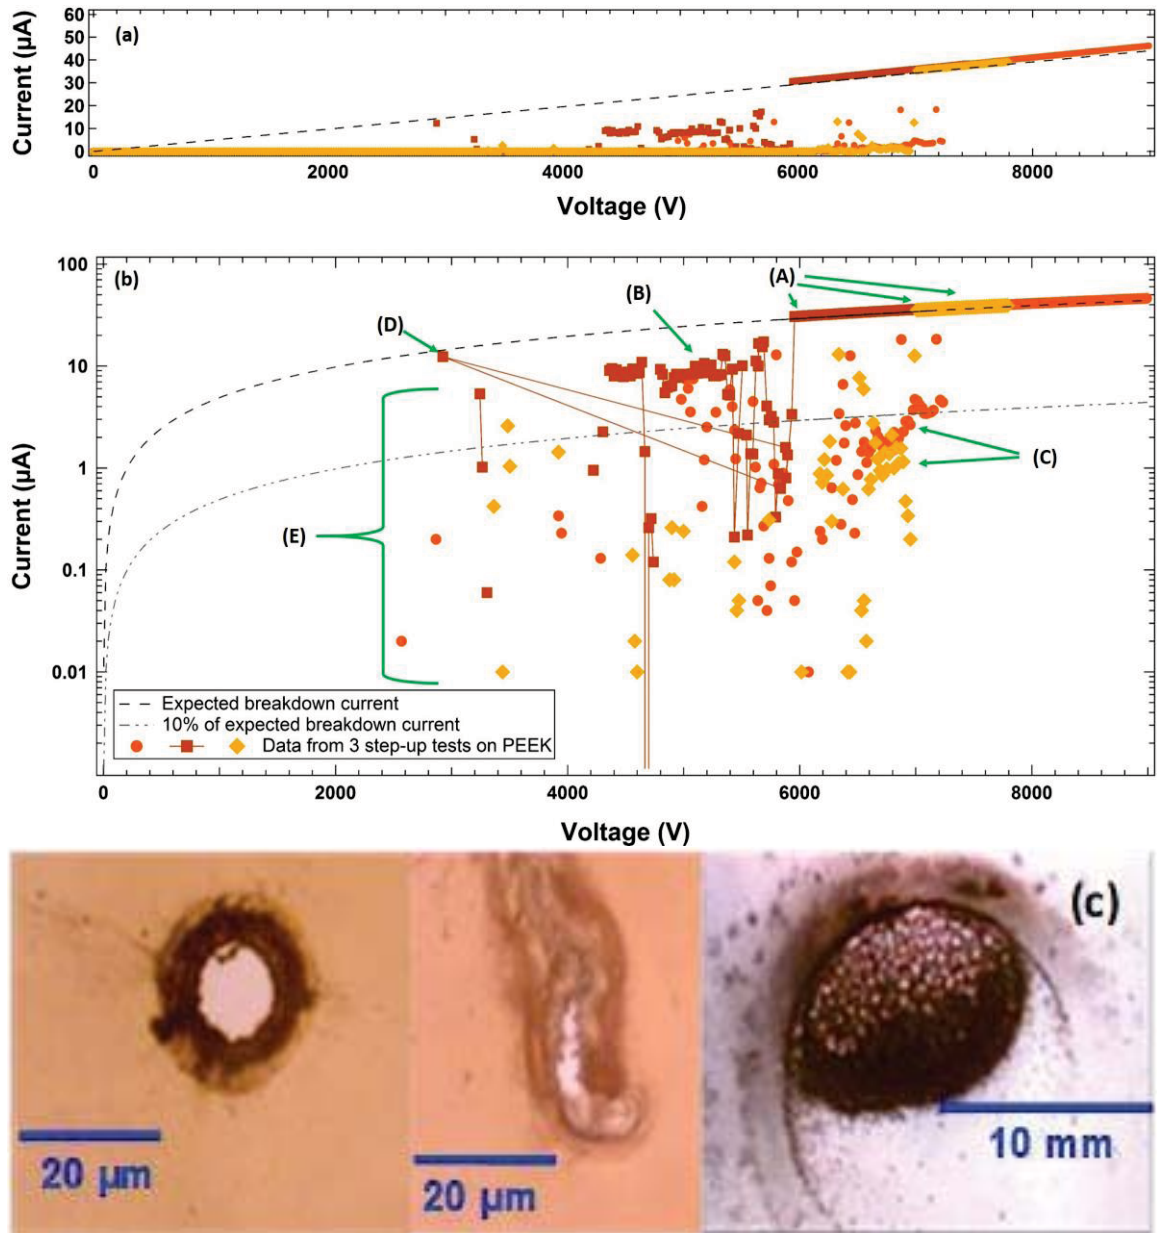 60
50
40
30
20
10
0
Current (µA)
(a)
0 2000 4000 6000 8000
Voltage (V)
100
10
1
0.1
0.01
Current (µA)
(b)
(A)
(B)
(D)
(C)
(E)
Expected breakdown current
10% of expected breakdown current
Data from 3 step-up tests on PEEK
0 2000 4000 6000 8000
Voltage (V)
(c)
20 µm
20 µm
10 mm